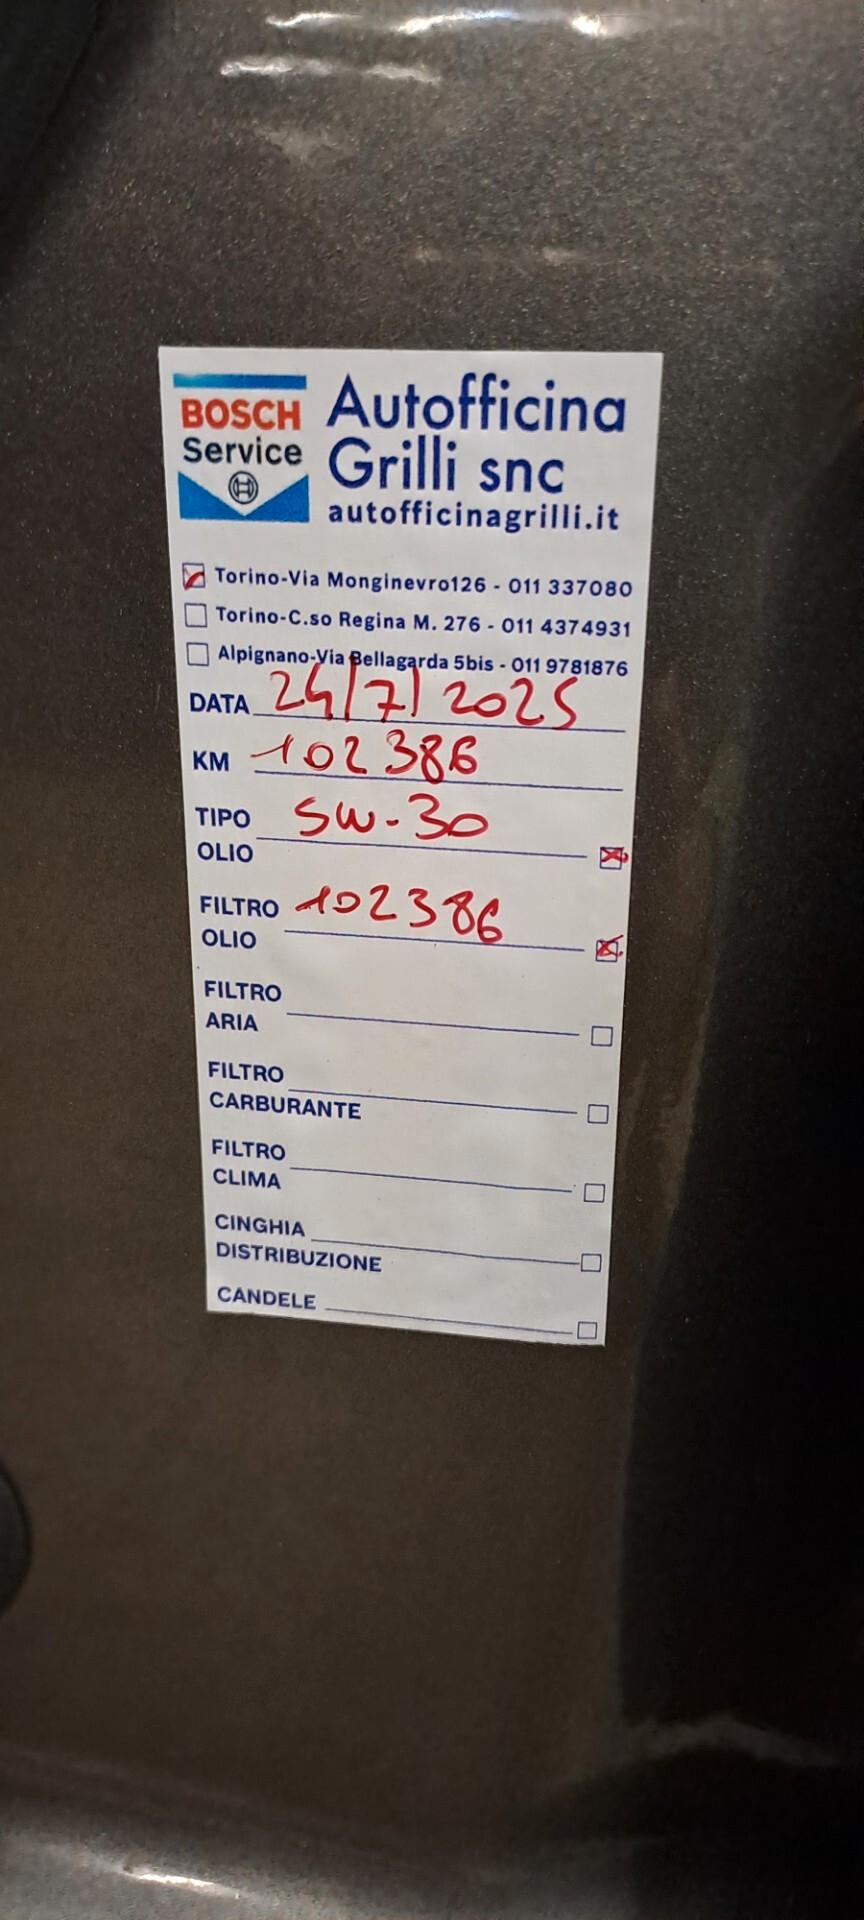 BOSCH
Service
Autofficina
Grilli snc
autofficinagrilli.it
Torino-Via Monginevro126 - 011 337080
Torino-C.so Regina M. 276 - 011 4374931
Alpignano-Via Bellagarda 5bis - 011 9781876
DATA 24/7/2025
KM 102386
TIPO 5W-30
OLIO
FILTRO 102386
OLIO
FILTRO
ARIA
FILTRO
CARBURANTE
FILTRO
CLIMA
CINGHIA
DISTRIBUZIONE
CANDELE